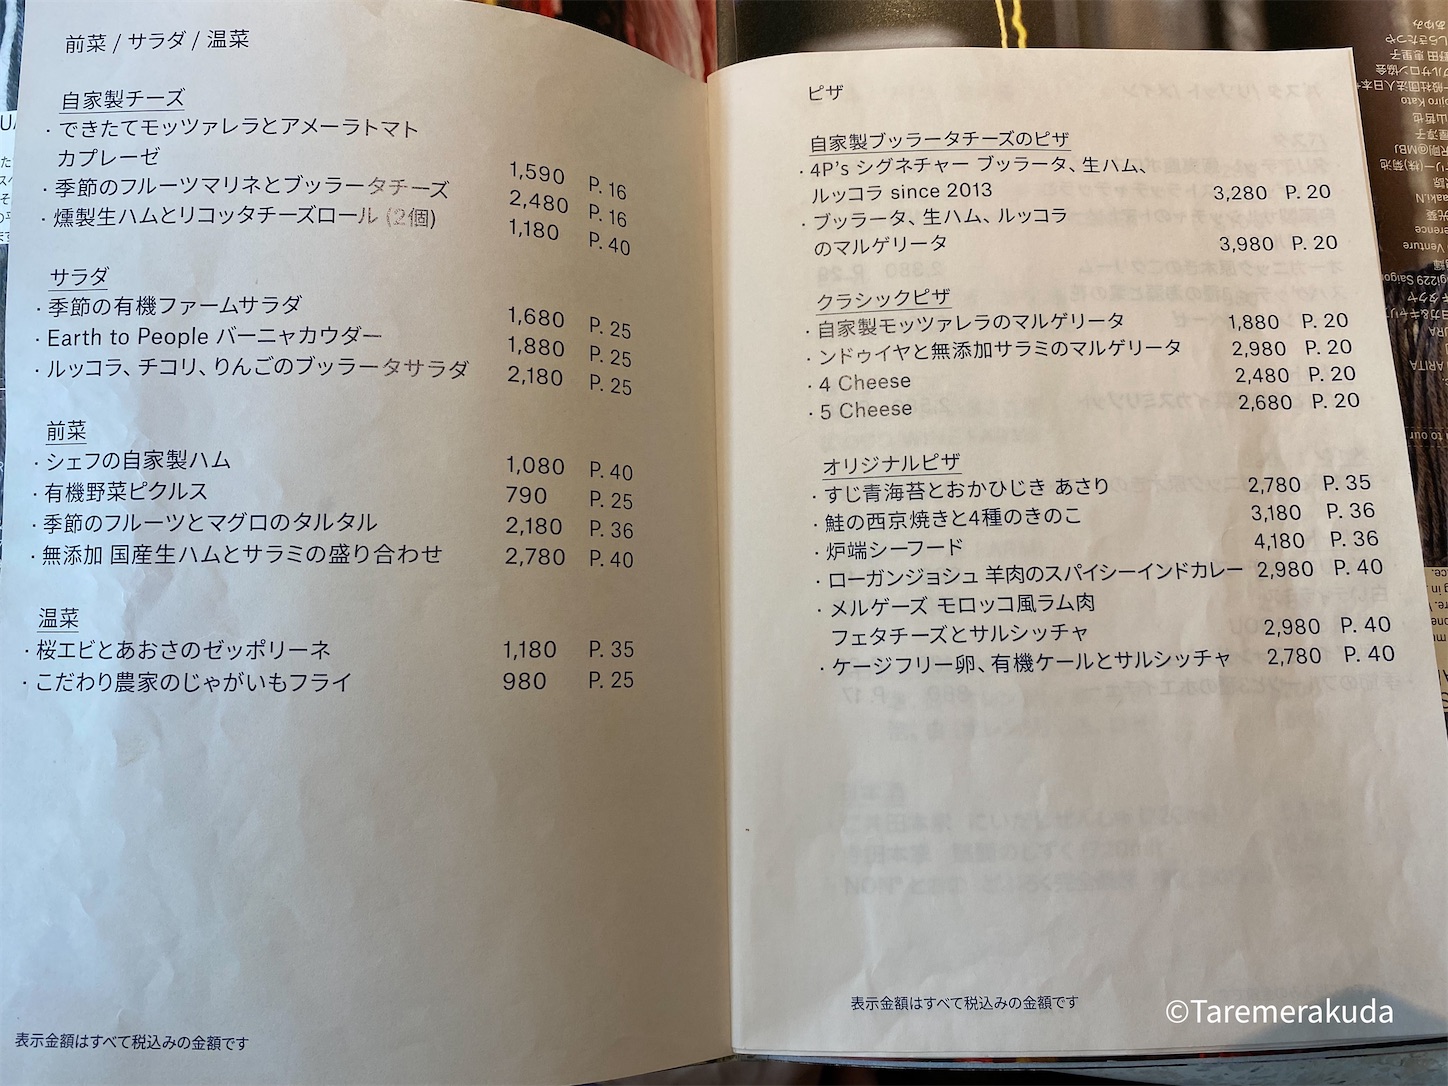 前菜 / サラダ / 温菜
自家製チーズ
・できたてモッツァレラとアメーラトマト
カプレーゼ 1,590 P. 16
・季節のフルーツマリネとブッラータチーズ 2,480 P. 16
・燻製生ハムとリコッタチーズロール (2個) 1,180 P. 40
サラダ
・季節の有機ファームサラダ 1,680 P. 25
・Earth to People バーニャカウダー 1,880 P. 25
・ルッコラ、チコリ、りんごのブッラータサラダ 2,180 P. 25
前菜
・シェフの自家製ハム 1,080 P. 40
・有機野菜ピクルス 790 P. 25
・季節のフルーツとマグロのタルタル 2,180 P. 36
・無添加 国産生ハムとサラミの盛り合わせ 2,780 P. 40
温菜
・桜エビとあおさのゼッポリーネ 1,180 P. 35
・こだわり農家のじゃがいもフライ 980 P. 25
表示金額はすべて税込みの金額です
ピザ
自家製ブッラータチーズのピザ
・4P's シグネチャー ブッラータ、生ハム、
ルッコラ since 2013 3,280 P. 20
・ブッラータ、生ハム、ルッコラ
のマルゲリータ 3,980 P. 20
クラシックピザ
・自家製モッツァレラのマルゲリータ 1,880 P. 20
・ンドゥイヤと無添加サラミのマルゲリータ 2,980 P. 20
・4 Cheese 2,480 P. 20
・5 Cheese 2,680 P. 20
オリジナルピザ
・すじ青海苔とおかひじき あさり 2,780 P. 35
・鮭の西京焼きと4種のきのこ 3,180 P. 36
・炉端シーフード 4,180 P. 36
・ローガンジョシュ 羊肉のスパイシーインドカレー 2,980 P. 40
・メルゲーズ モロッコ風ラム肉
フェタチーズとサルシッチャ 2,980 P. 40
・ケージフリー卵、有機ケールとサルシッチャ 2,780 P. 40
表示金額はすべて税込みの金額です
©Taremerakuda